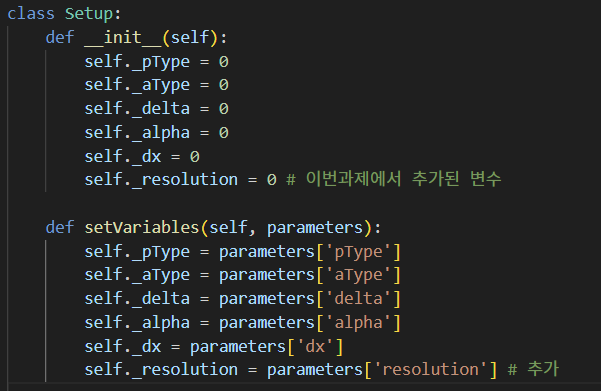 class Setup:
    def __init__(self):
        self._pType = 0
        self._aType = 0
        self._delta = 0
        self._alpha = 0
        self._dx = 0
        self._resolution = 0 # 이번과제에서 추가된 변수

    def setVariables(self, parameters):
        self._pType = parameters['pType']
        self._aType = parameters['aType']
        self._delta = parameters['delta']
        self._alpha = parameters['alpha']
        self._dx = parameters['dx']
        self._resolution = parameters['resolution'] # 추가